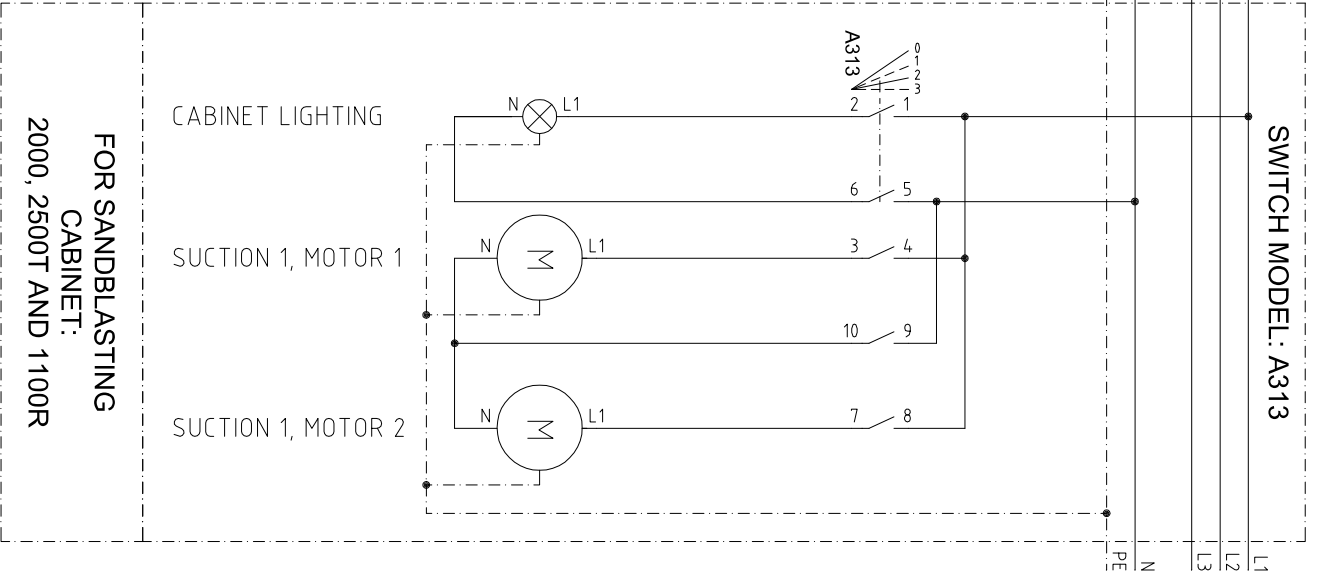 A313
0
1
2
3
CABINET LIGHTING
N
L1
2
1
6
5
SUCTION 1, MOTOR 1
N
L1
M
3
4
10
9
SUCTION 1, MOTOR 2
N
L1
M
7
8
FOR SANDBLASTING
CABINET:
2000, 2500T AND 1100R
SWITCH MODEL: A313
PE
N
L3
L2
L1